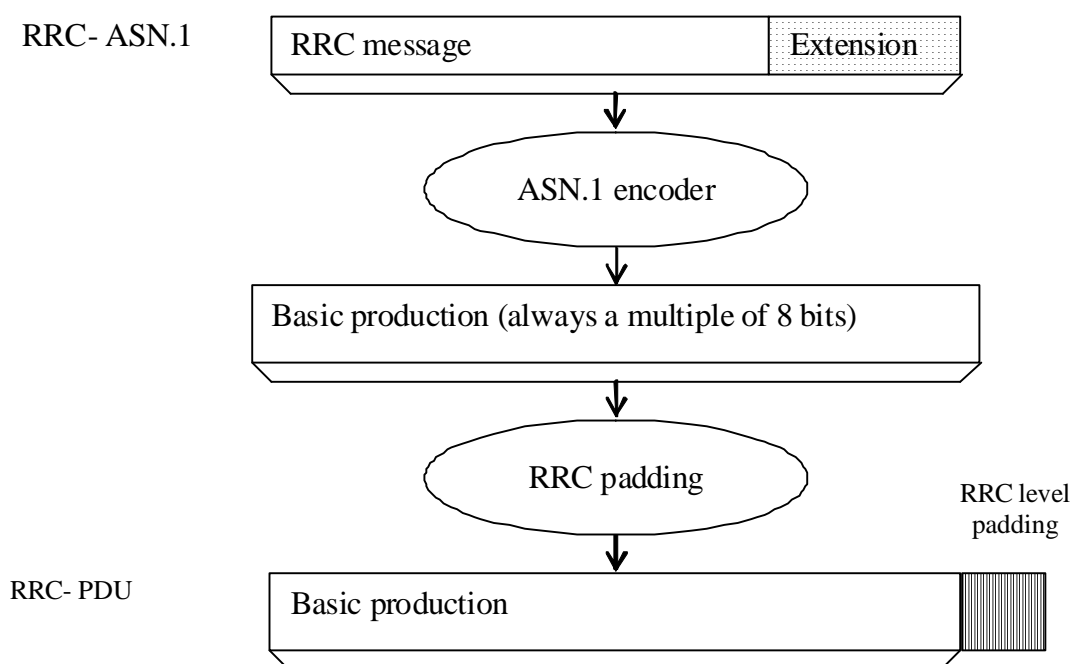 RRC- ASN.1
RRC message
Extension
ASN.1 encoder
Basic production (always a multiple of 8 bits)
RRC padding
RRC level
padding
RRC- PDU
Basic production